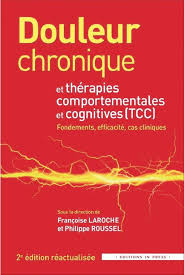 Douleur
chronique
et thérapies
comportementales
et cognitives (TCC)
Fondements, efficacité, cas cliniques
Sous la direction de
Françoise LAROCHE
et Philippe ROUSSEL
2e édition réactualisée
EDITIONS IN PRESS